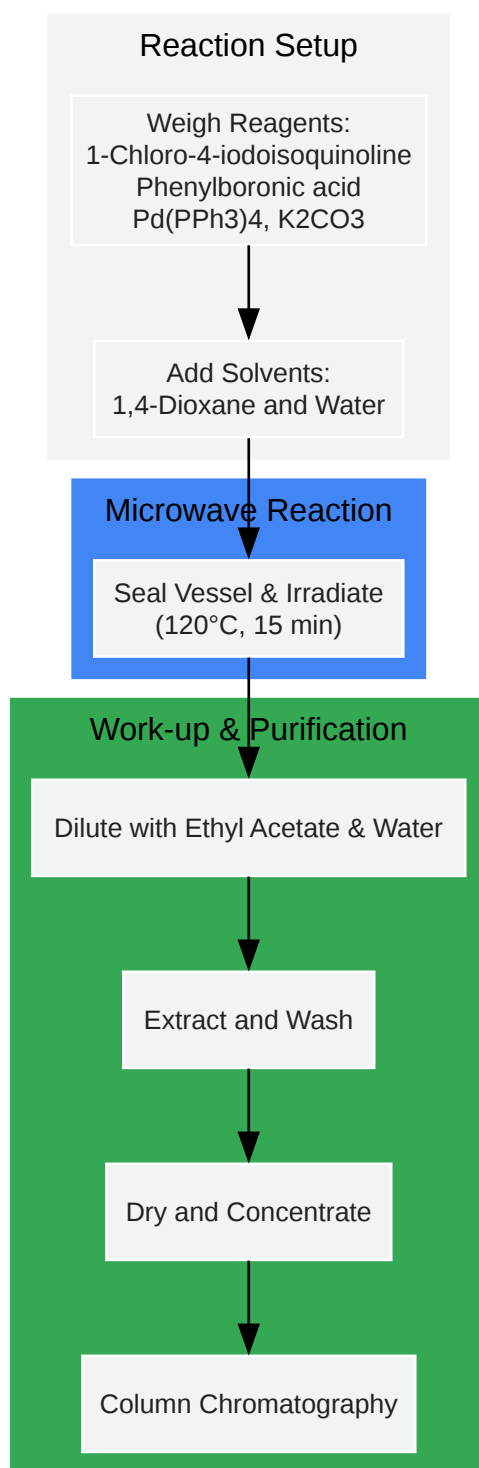 Reaction Setup
Weigh Reagents:
1-Chloro-4-iodoisoquinoline
Phenylboronic acid
Pd(PPh3)4, K2CO3
Add Solvents:
1,4-Dioxane and Water
Microwave Reaction
Seal Vessel & Irradiate
(120°C, 15 min)
Work-up & Purification
Dilute with Ethyl Acetate & Water
Extract and Wash
Dry and Concentrate
Column Chromatography